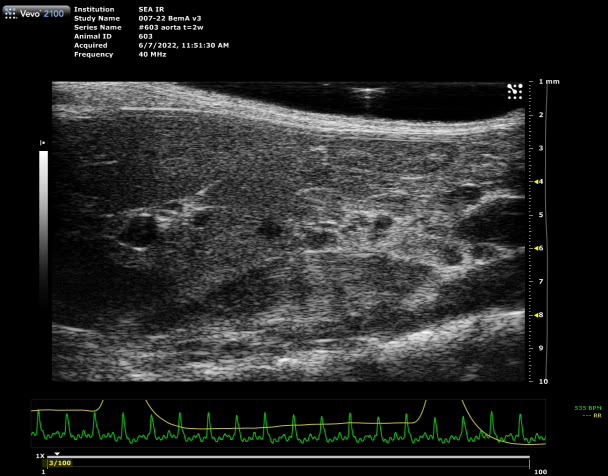 Vevo 2100
Institution SEA IR
Study Name 007-22 BemA v3
Series Name #603 aorta t=2w
Animal ID 603
Acquired 6/7/2022, 11:51:30 AM
Frequency 40 MHz
1 mm
2
3
4
5
6
7
8
9
10
535 BPM
--- RR
1X
3/100
1 100